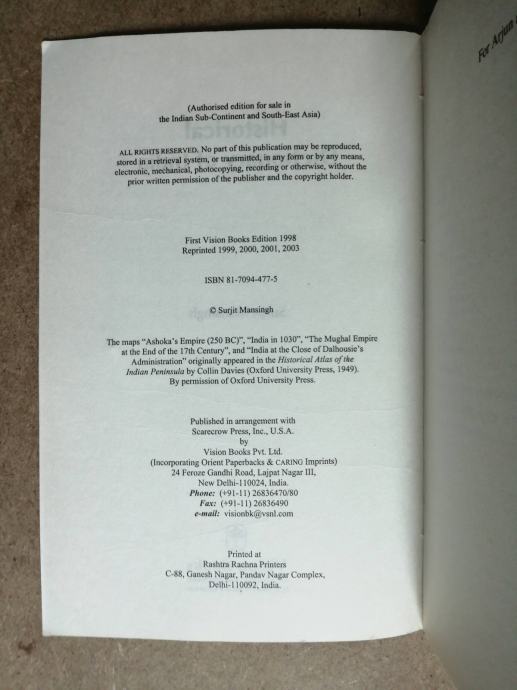 (Authorised edition for sale in
the Indian Sub-Continent and South-East Asia)
ALL RIGHTS RESERVED. No part of this publication may be reproduced,
stored in a retrieval system, or transmitted, in any form or by any means,
electronic, mechanical, photocopying, recording or otherwise, without the
prior written permission of the publisher and the copyright holder.
First Vision Books Edition 1998
Reprinted 1999, 2000, 2001, 2003
ISBN 81-7094-477-5
© Surjit Mansingh
The maps "Ashoka's Empire (250 BC)", "India in 1030", "The Mughal Empire
at the End of the 17th Century", and "India at the Close of Dalhousie's
Administration" originally appeared in the Historical Atlas of the
Indian Peninsula by Collin Davies (Oxford University Press, 1949).
By permission of Oxford University Press.
Published in arrangement with
Scarecrow Press, Inc., U.S.A.
by
Vision Books Pvt. Ltd.
(Incorporating Orient Paperbacks & CARING Imprints)
24 Feroze Gandhi Road, Lajpat Nagar III,
New Delhi-110024, India.
Phone: (+91-11) 26836470/80
Fax: (+91-11) 26836490
e-mail: visionbk@vsnl.com
Printed at
Rashtra Rachna Printers
C-88, Ganesh Nagar, Pandav Nagar Complex,
Delhi-110092, India.
For Arjun